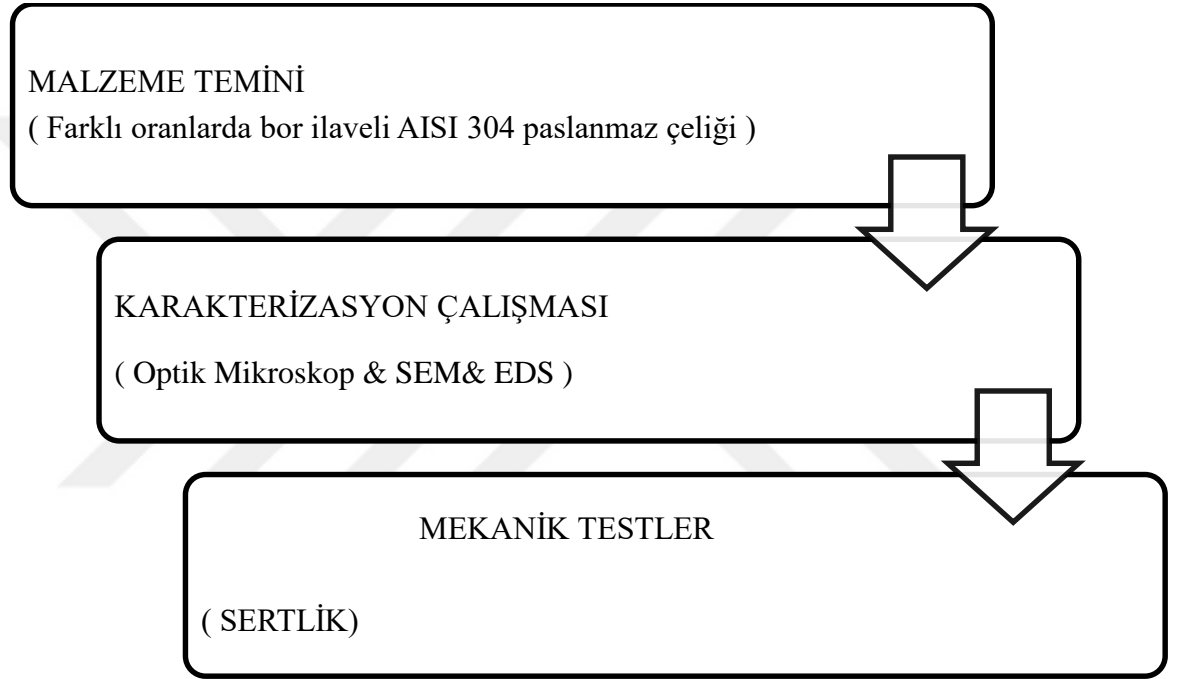 MALZEME TEMİNİ
( Farklı oranlarda bor ilaveli AISI 304 paslanmaz çeliği )
KARAKTERİZASYON ÇALIŞMASI
( Optik Mikroskop & SEM& EDS )
MEKANİK TESTLER
( SERTLİK)